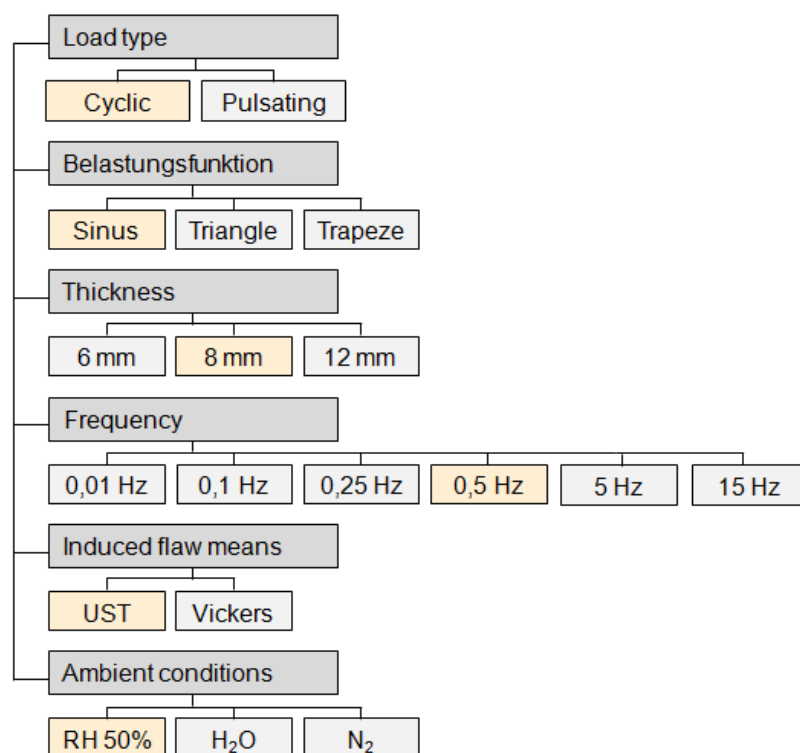 Load type
Cyclic Pulsating
Belastungsfunktion
Sinus Triangle Trapeze
Thickness
6 mm 8 mm 12 mm
Frequency
0,01 Hz 0,1 Hz 0,25 Hz 0,5 Hz 5 Hz 15 Hz
Induced flaw means
UST Vickers
Ambient conditions
RH 50% H₂O N₂